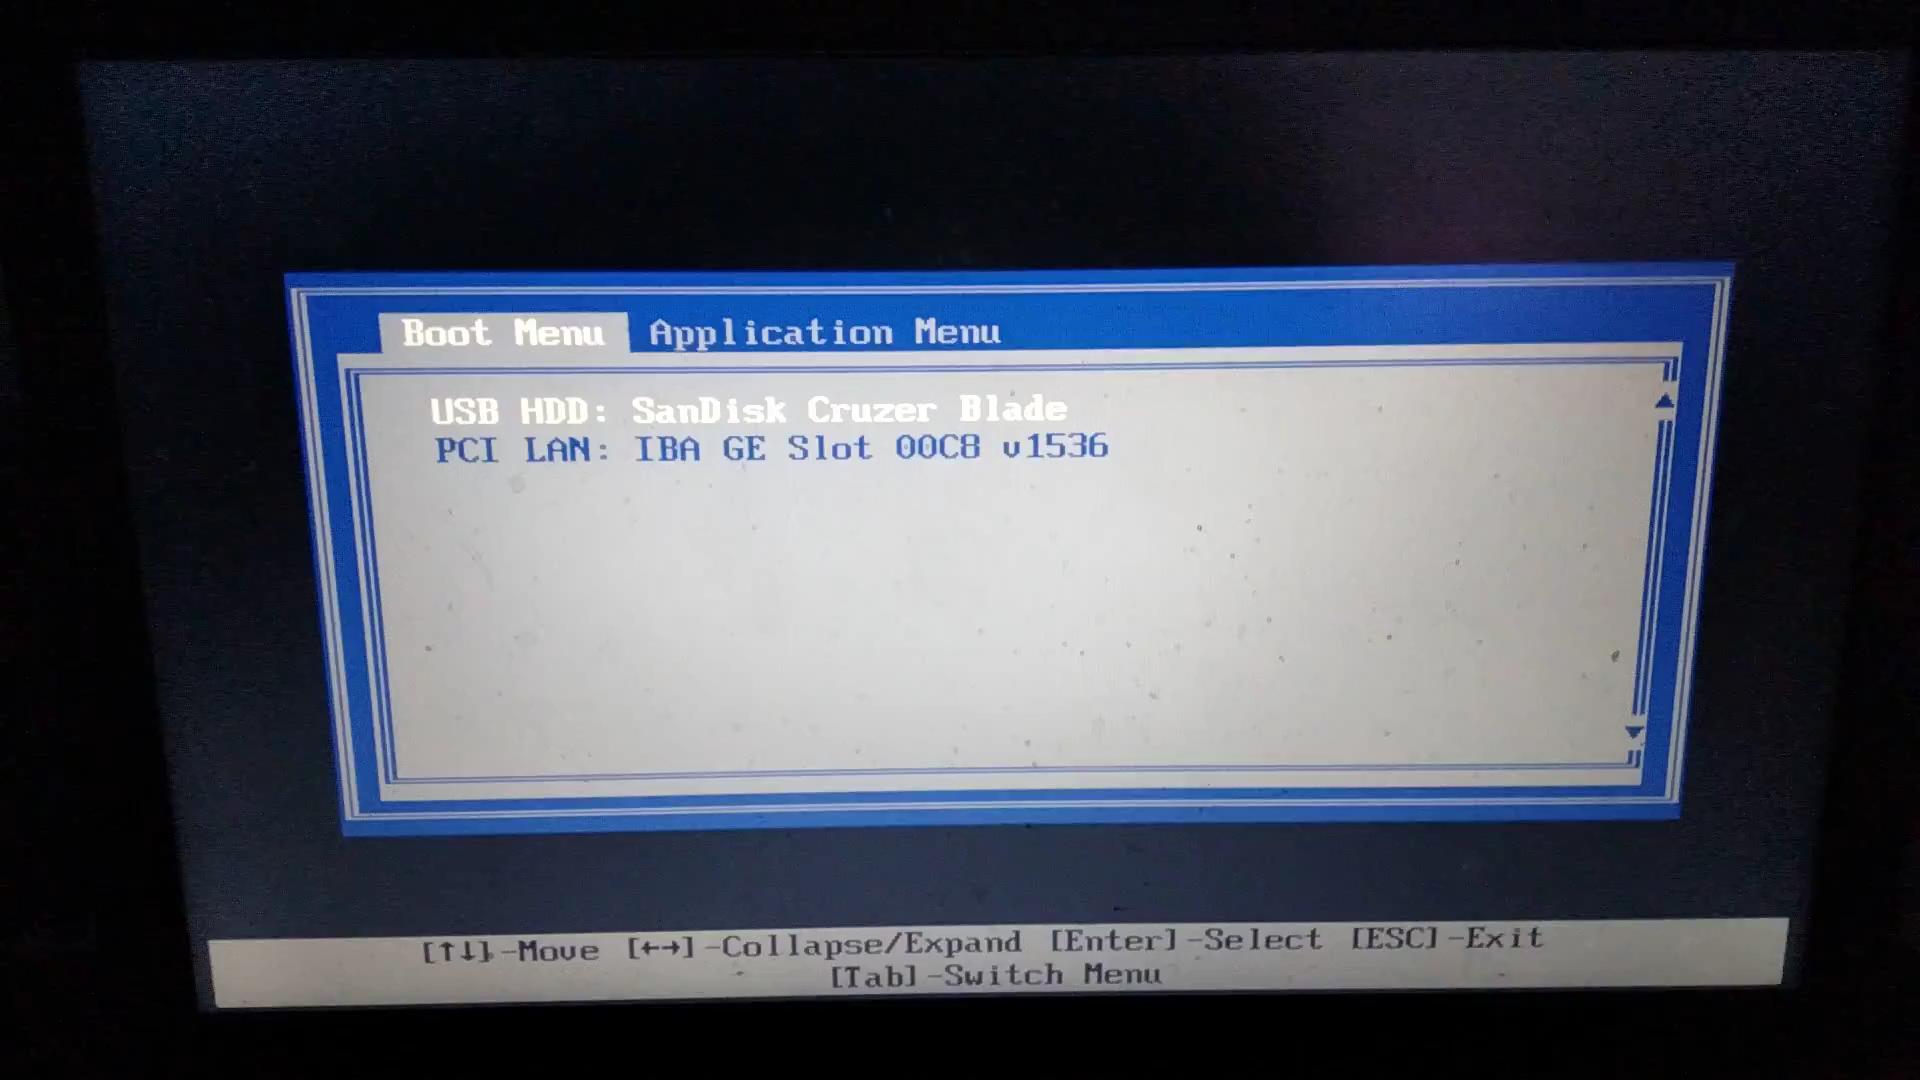 Boot Menu Application Menu
USB HDD: SanDisk Cruzer Blade
PCI LAN: IBA GE Slot 00C8 v1536
[↑↓]-Move [←→]-Collapse/Expand [Enter]-Select [ESC]-Exit
[Tab]-Switch Menu